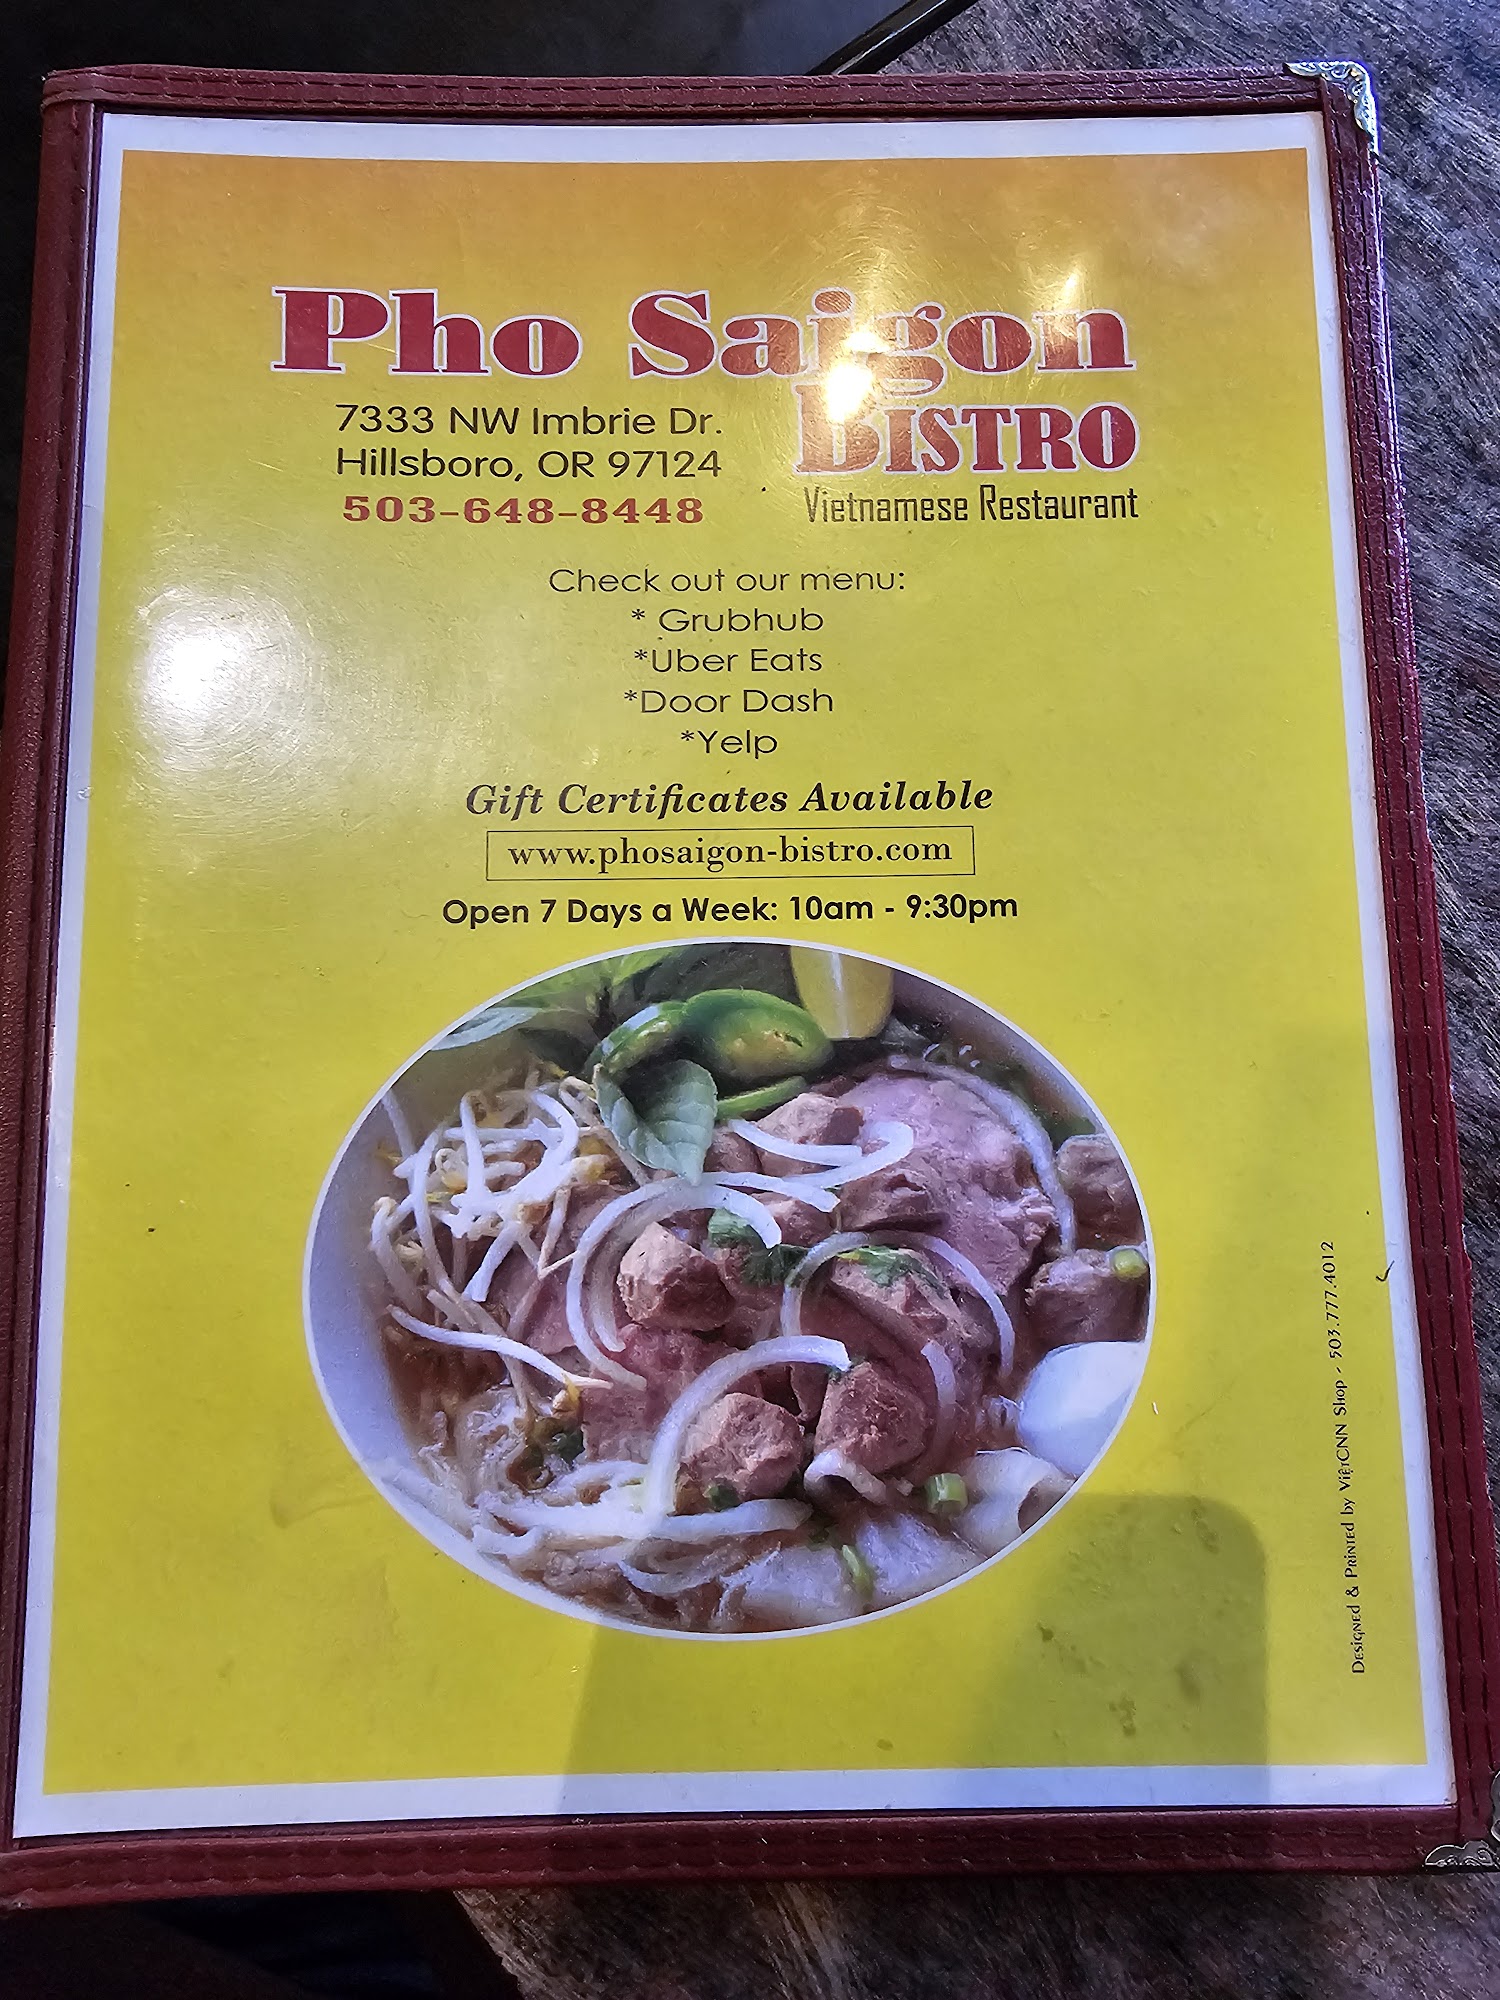 Pho Saigon
BISTRO
Vietnamese Restaurant
7333 NW Imbrie Dr.
Hillsboro, OR 97124
503-648-8448
Check out our menu:
* Grubhub
*Uber Eats
*Door Dash
*Yelp
Gift Certificates Available
www.phosaigon-bistro.com
Open 7 Days a Week: 10am - 9:30pm
Designed & Printed by ViệtCNN Shop - 503.777.4012